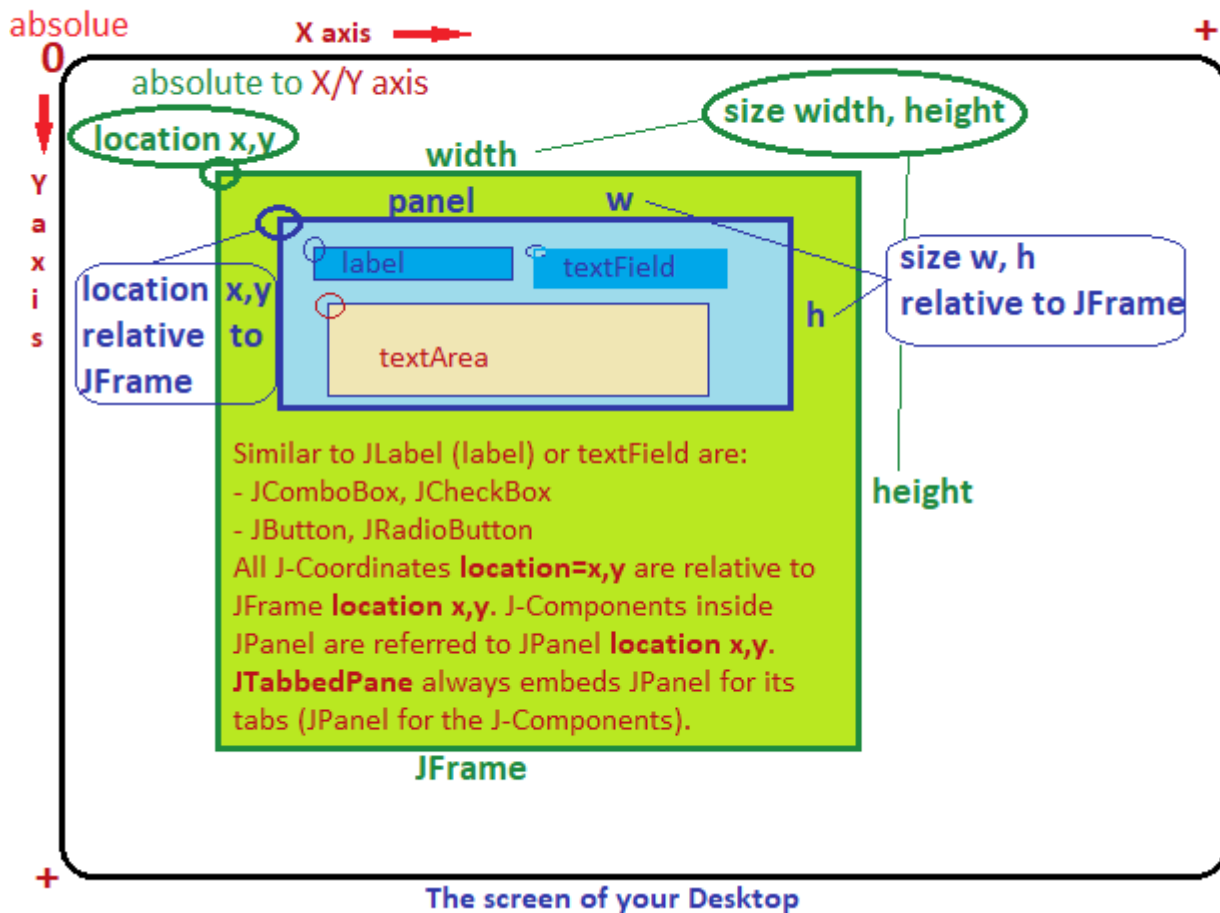 absolue
X axis
+
0
absolute to X/Y axis
size width, height
location x,y
width
Y
a
x
i
s
panel
w
label
textField
size w, h
relative to JFrame
location x,y
relative to
JFrame
h
textArea
Similar to JLabel (label) or textField are:
- JComboBox, JCheckBox
- JButton, JRadioButton
height
All J-Coordinates location=x,y are relative to
JFrame location x,y. J-Components inside
JPanel are referred to JPanel location x,y.
JTabbedPane always embeds JPanel for its
tabs (JPanel for the J-Components).
JFrame
+
The screen of your Desktop